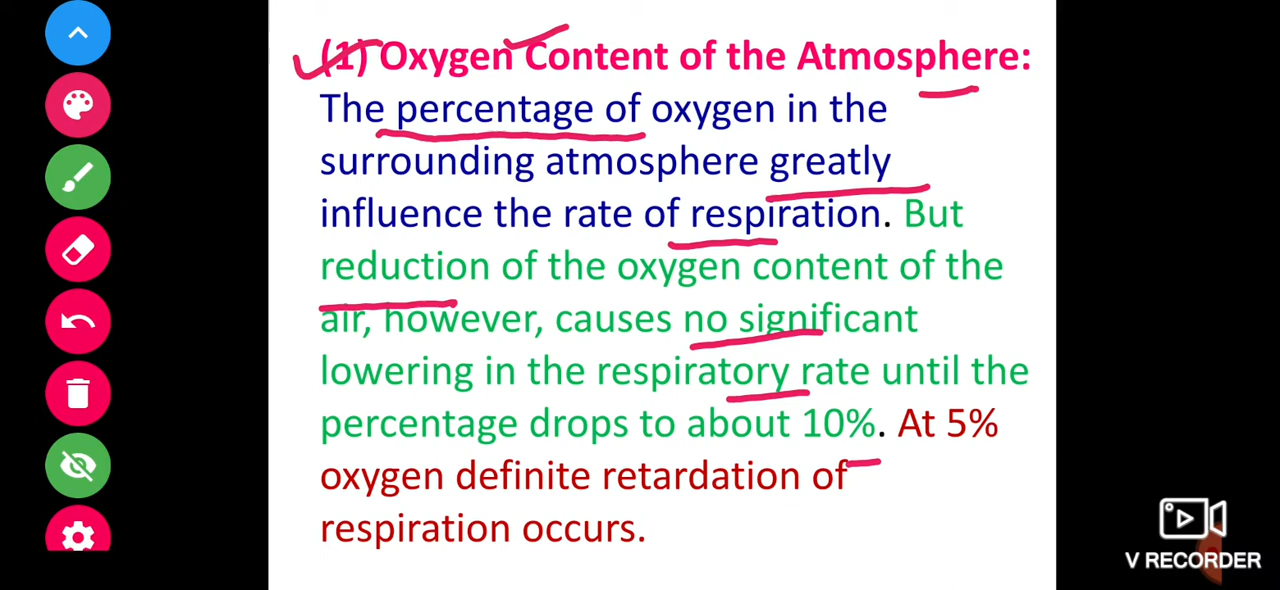 (1) Oxygen Content of the Atmosphere:
The percentage of oxygen in the
surrounding atmosphere greatly
influence the rate of respiration. But
reduction of the oxygen content of the
air, however, causes no significant
lowering in the respiratory rate until the
percentage drops to about 10%. At 5%
oxygen definite retardation of
respiration occurs.
V RECORDER